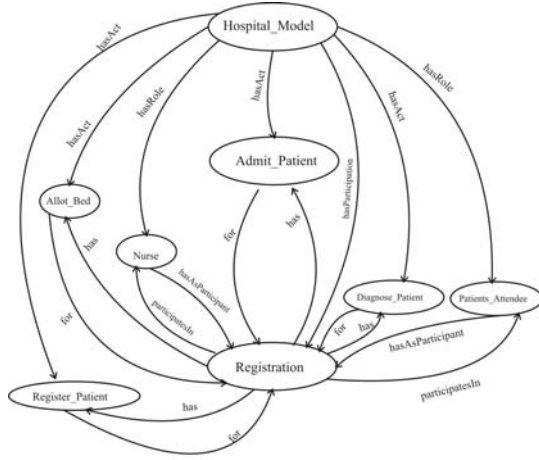 Hospital_Model
hasAct
hasAct
hasRole
hasAct
hasParticipation
hasAct
hasRole
Admit_Patient
Allot_Bed
has
Nurse
for
has
hasAsParticipant
participatesIn
Diagnose_Patient
Patients_Attendee
for
has
for
hasAsParticipant
Registration
participatesIn
Register_Patient
has
for